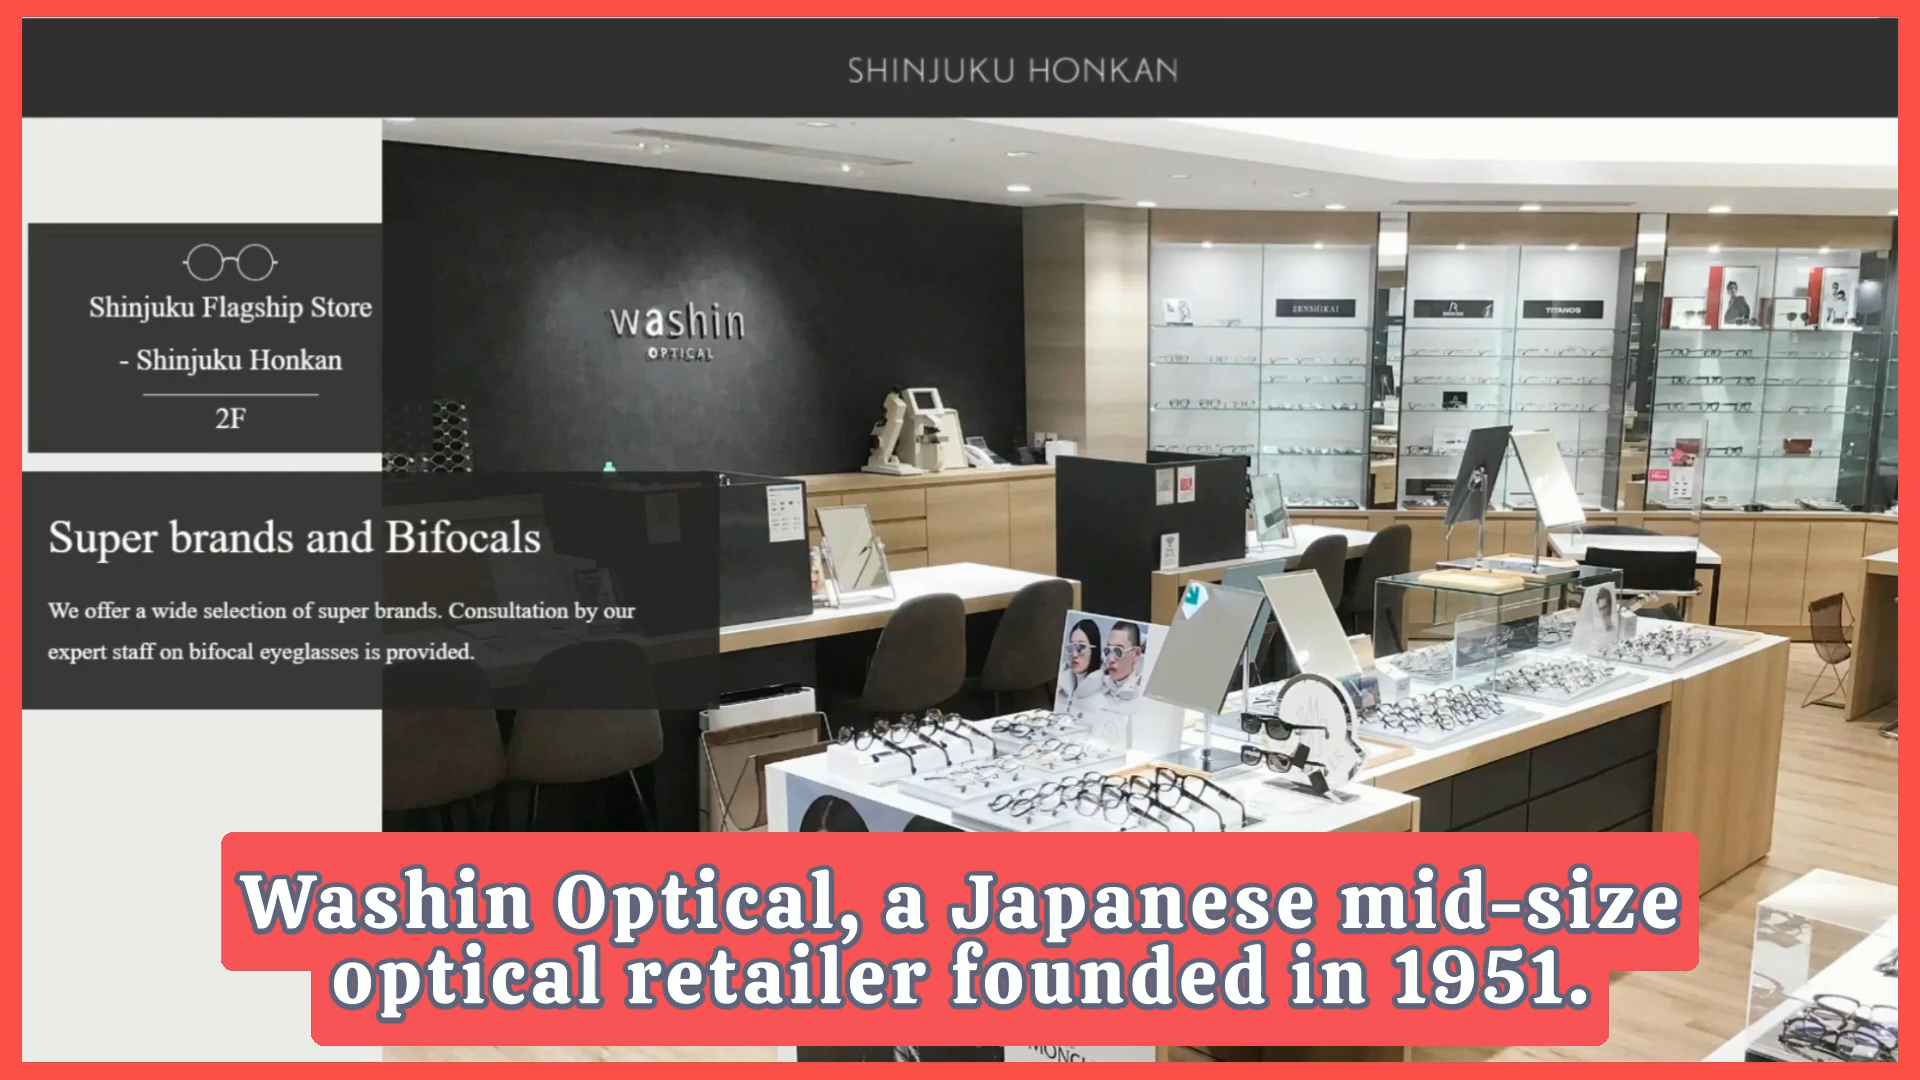 SHINJUKU HONKAN
Shinjuku Flagship Store
- Shinjuku Honkan
2F
washin
OPTICAL
ZENSHIKAI
TITANOS
Super brands and Bifocals
We offer a wide selection of super brands. Consultation by our
expert staff on bifocal eyeglasses is provided.
Washin Optical, a Japanese mid-size
optical retailer founded in 1951.